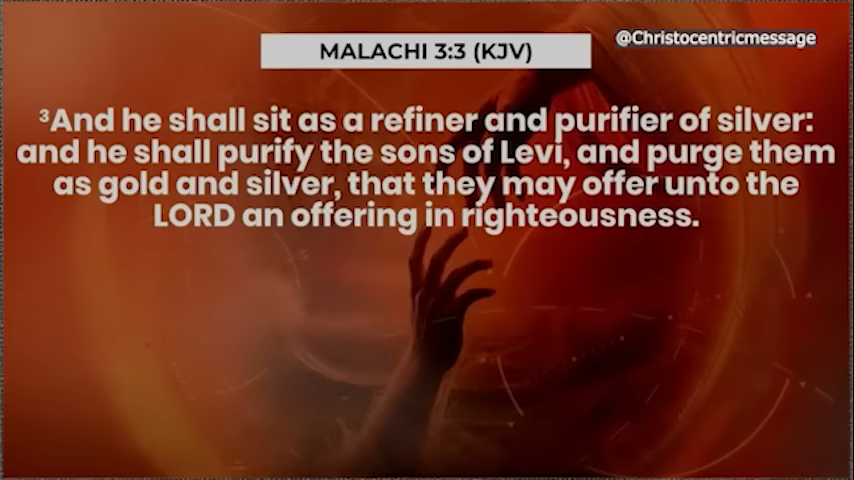 MALACHI 3:3 (KJV)
@Christocentricmessage
³And he shall sit as a refiner and purifier of silver:
and he shall purify the sons of Levi, and purge them
as gold and silver, that they may offer unto the
LORD an offering in righteousness.